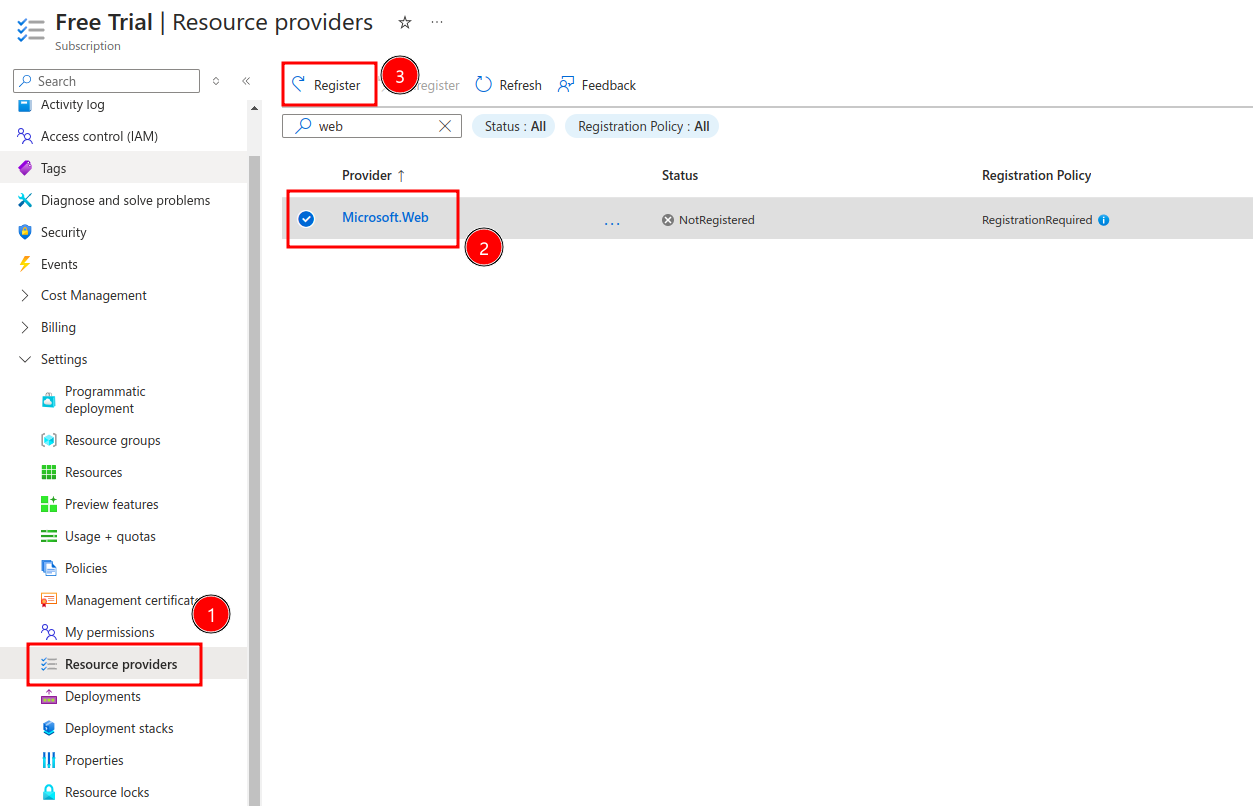 Free Trial | Resource providers
Subscription
Search
Activity log
Access control (IAM)
Tags
Diagnose and solve problems
Security
Events
Cost Management
Billing
Settings
Programmatic
deployment
Resource groups
Resources
Preview features
Usage + quotas
Policies
Management certificat
1
My permissions
Resource providers
Deployments
Deployment stacks
Properties
Resource locks
Register
3
register
Refresh
Feedback
web
Status : All
Registration Policy : All
Provider ↑
Status
Registration Policy
Microsoft.Web
...
NotRegistered
RegistrationRequired
2